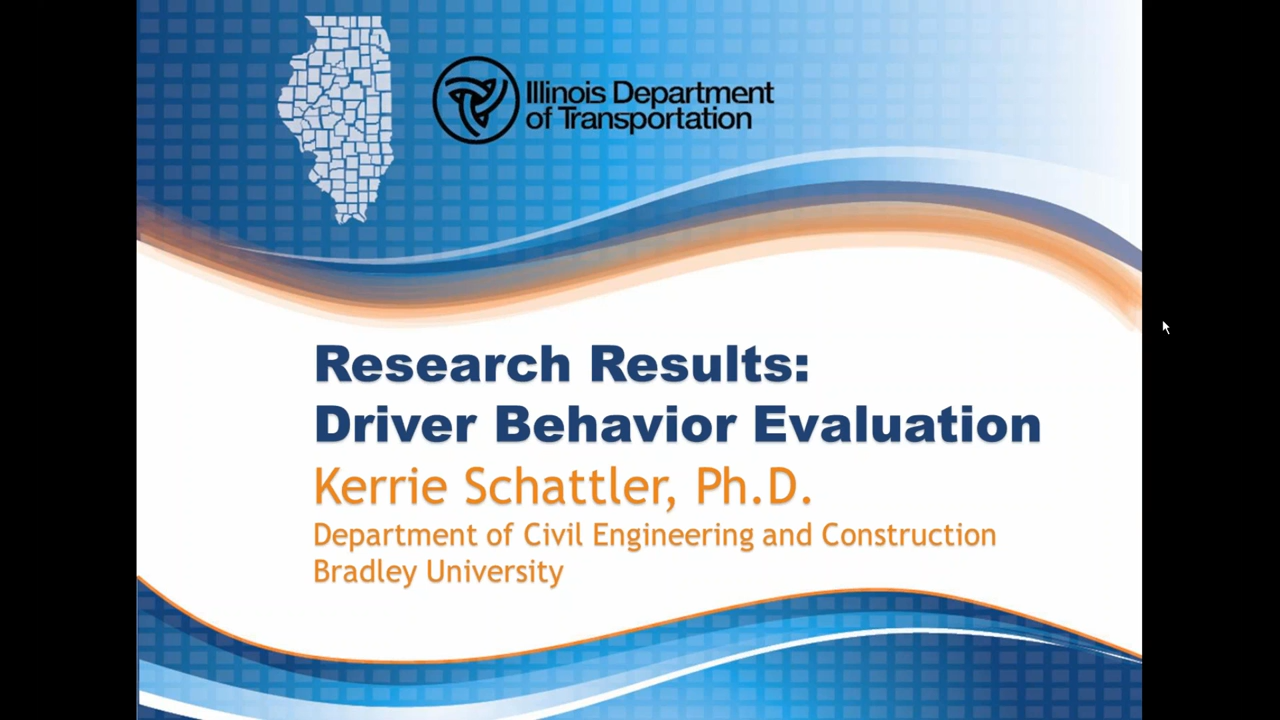 Illinois Department
of Transportation
Research Results:
Driver Behavior Evaluation
Kerrie Schattler, Ph.D.
Department of Civil Engineering and Construction
Bradley University